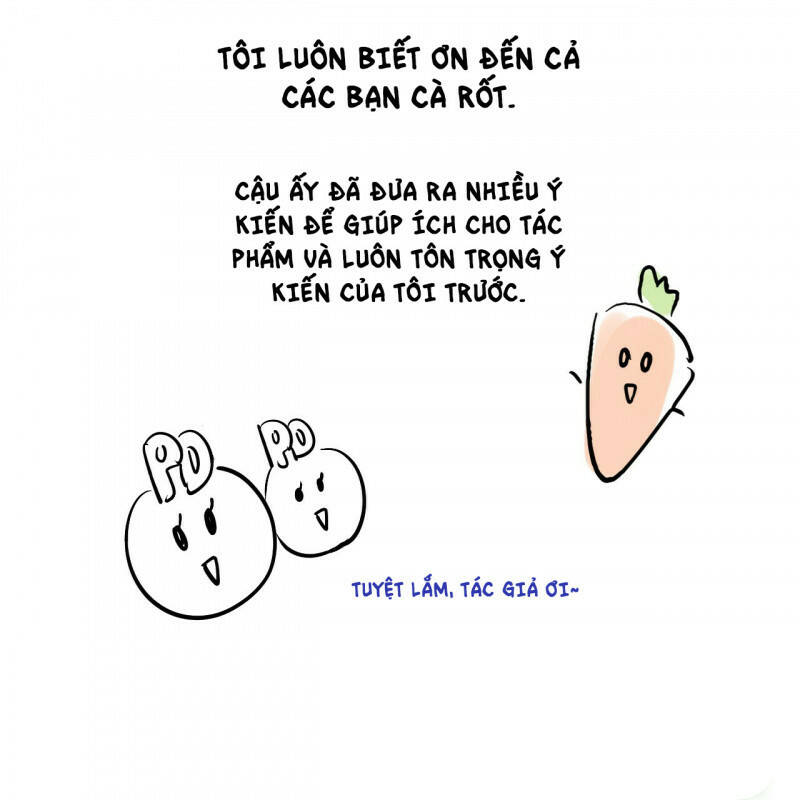 TÔI LUÔN BIẾT ƠN ĐẾN CẢ
CÁC BẠN CÀ RỐT.
CẬU ẤY ĐÃ ĐƯA RA NHIỀU Ý
KIẾN ĐỂ GIÚP ÍCH CHO TÁC
PHẨM VÀ LUÔN TÔN TRỌNG Ý
KIẾN CỦA TÔI TRƯỚC.
PD
PD
TUYỆT LẮM, TÁC GIẢ ƠI~